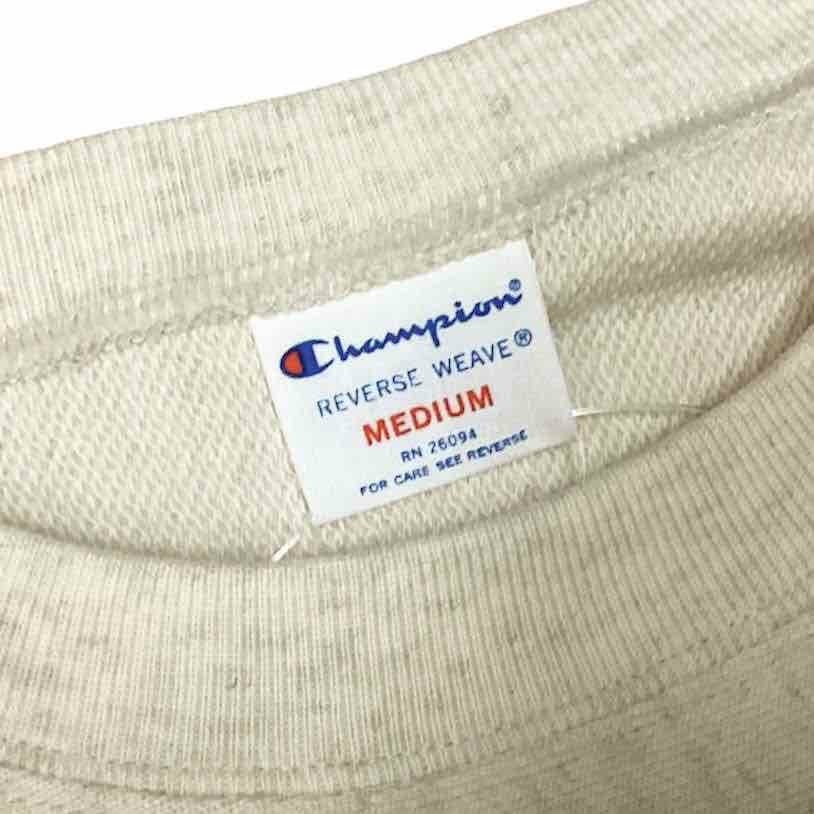 Champion®
REVERSE WEAVE®
MEDIUM
RN 26094
FOR CARE SEE REVERSE